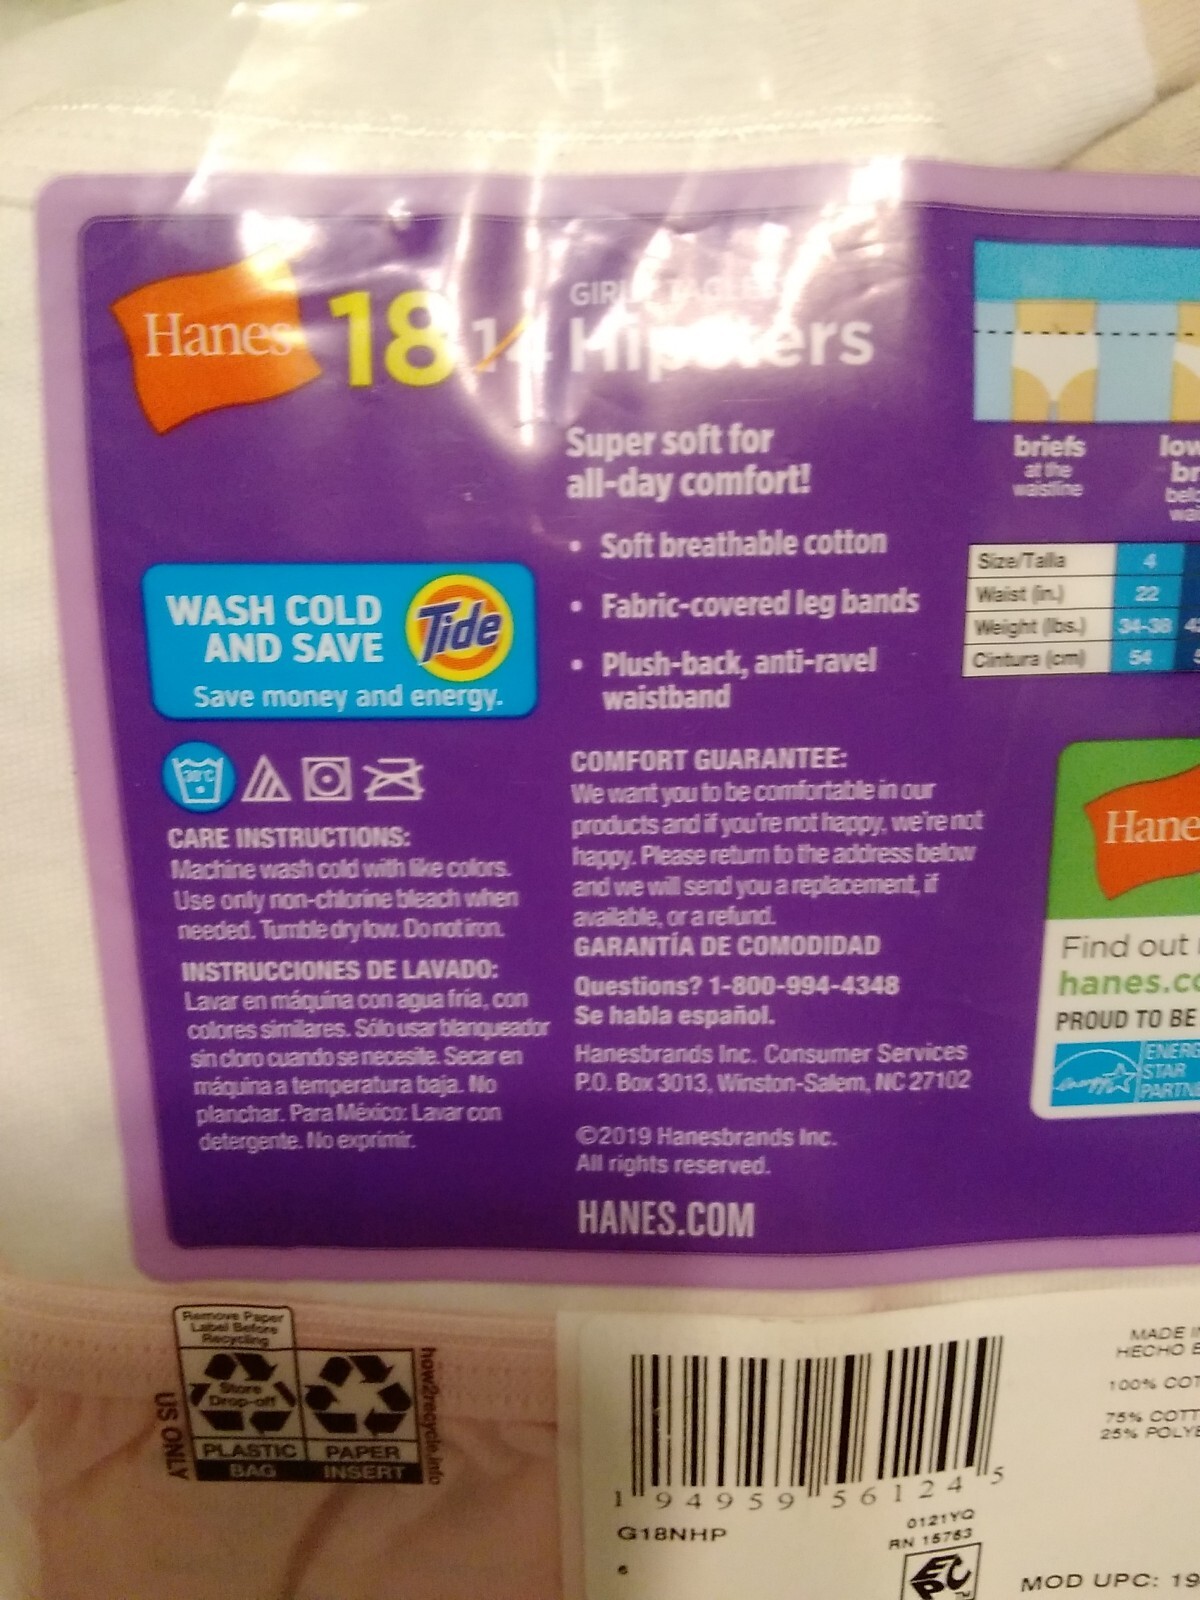 Hanes 18 14
Hipsters
Super soft for
all-day comfort!
• Soft breathable cotton
• Fabric-covered leg bands
• Plush-back, anti-ravel
waistband
WASH COLD
AND SAVE
Tide
Save money and energy.
30°C
CARE INSTRUCTIONS:
Machine wash cold with like colors.
Use only non-chlorine bleach when
needed. Tumble dry low. Do not iron.
INSTRUCCIONES DE LAVADO:
Lavar en máquina con agua fría, con
colores similares. Sólo usar blanqueador
sin cloro cuando se necesite. Secar en
máquina a temperatura baja. No
planchar. Para México: Lavar con
detergente. No exprimir.
COMFORT GUARANTEE:
We want you to be comfortable in our
products and if you're not happy, we're not
happy. Please return to the address below
and we will send you a replacement, if
available, or a refund.
GARANTÍA DE COMODIDAD
Questions? 1-800-994-4348
Se habla español.
Hanesbrands Inc. Consumer Services
P.O. Box 3013, Winston-Salem, NC 27102
©2019 Hanesbrands Inc.
All rights reserved.
HANES.COM
briefs
at the
waistline
Size/Talla 4
Waist (in.) 22
Weight (lbs.) 34-38
Cintura (cm) 54
Hane
Find out
hanes.co
PROUD TO BE
ENERG
STAR
PARTN
Remove Paper
Label Before
Recycling
Store
Drop-off
PLASTIC PAPER
BAG INSERT
US ONLY
how2recycle.info
1 94959 56124 5
G18NHP
0121YQ
RN 15763
EPC
MADE I
HECHO E
100% COT
75% COTT
25% POLYE
MOD UPC: 19